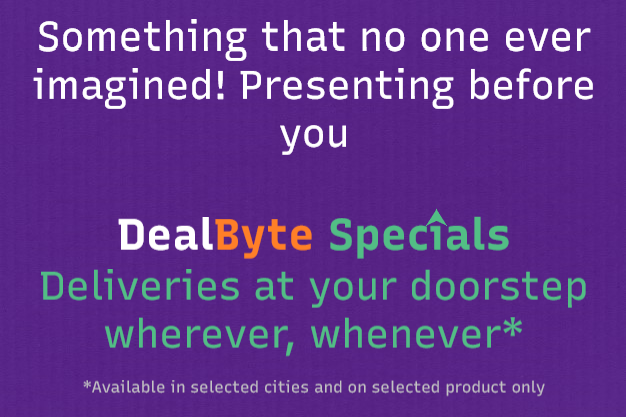 Something that no one ever
imagined! Presenting before
you
DealByte Specials
Deliveries at your doorstep
wherever, whenever*
*Available in selected cities and on selected product only